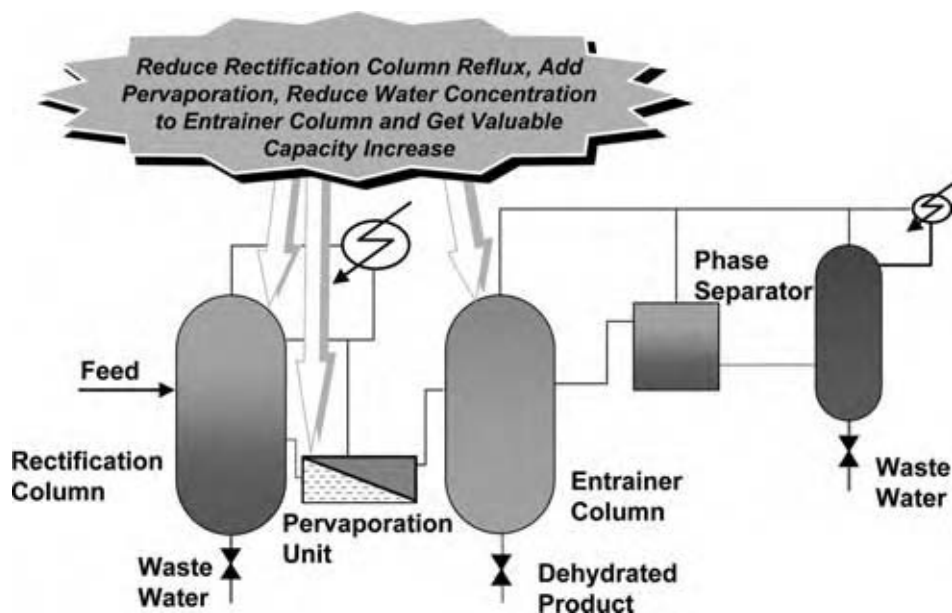 Reduce Rectification Column Reflux, Add
Pervaporation, Reduce Water Concentration
to Entrainer Column and Get Valuable
Capacity Increase
Phase
Separator
Feed
Rectification
Column
Pervaporation
Unit
Entrainer
Column
Waste
Water
Waste
Water
Dehydrated
Product